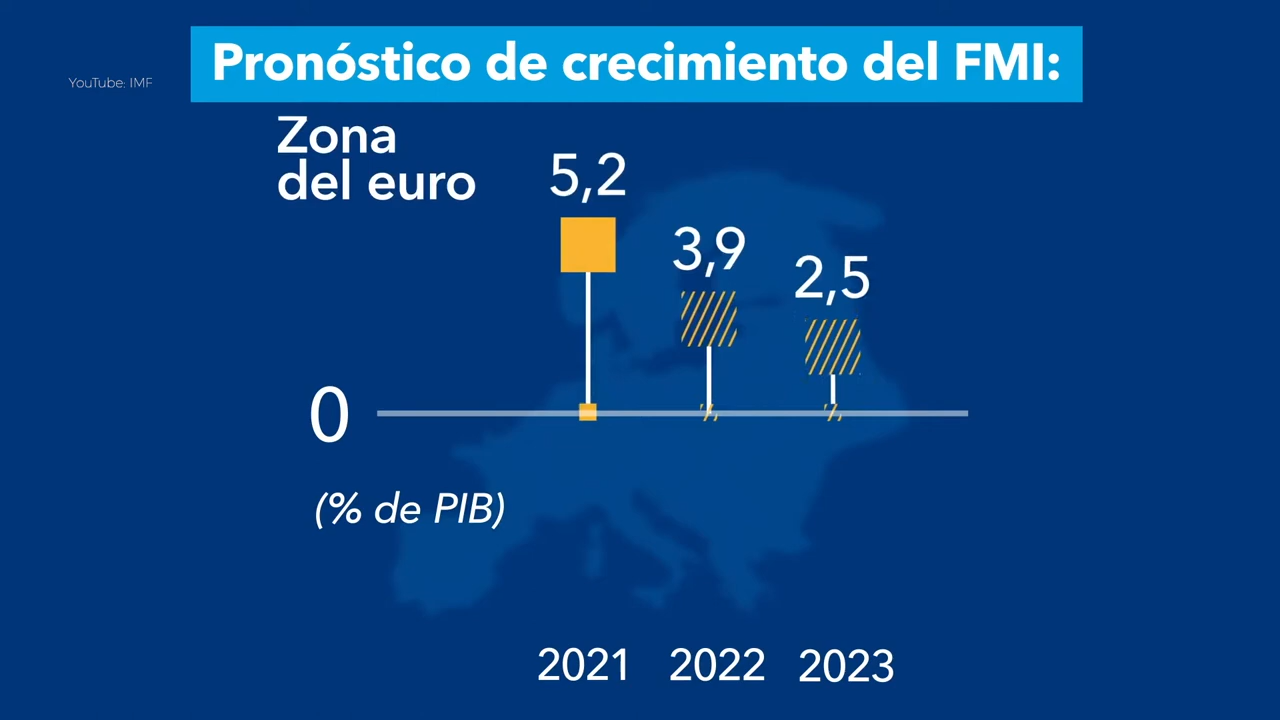 Pronóstico de crecimiento del FMI:
YouTube: IMF
Zona
del euro
5,2
3,9
2,5
0
(% de PIB)
2021 2022 2023